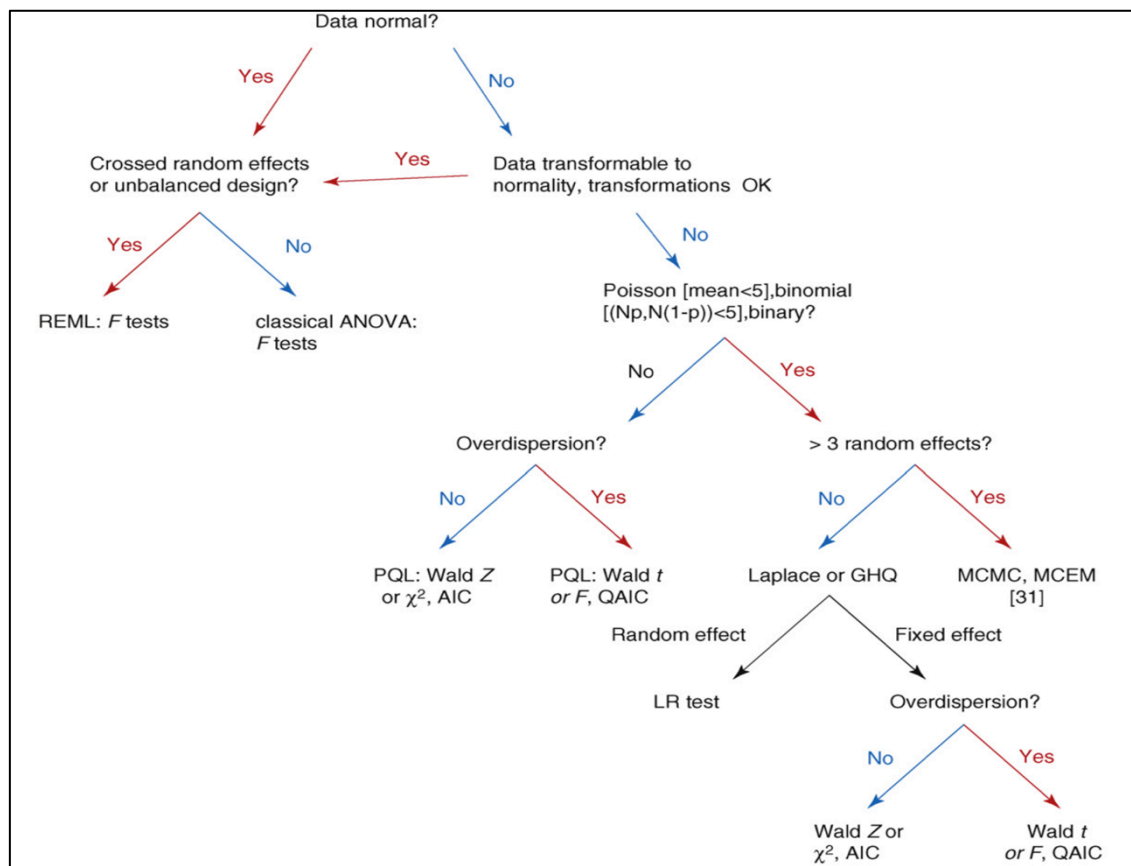 Data normal?
Yes
No
Crossed random effects
or unbalanced design?
Yes
Data transformable to
normality, transformations OK
Yes
No
No
REML: F tests
classical ANOVA:
F tests
Poisson [mean<5],binomial
[(Np,N(1-p))<5],binary?
No
Yes
Overdispersion?
> 3 random effects?
No
Yes
No
Yes
PQL: Wald Z
or χ², AIC
PQL: Wald t
or F, QAIC
Laplace or GHQ
MCMC, MCEM
[31]
Random effect
Fixed effect
LR test
Overdispersion?
No
Yes
Wald Z or
χ², AIC
Wald t
or F, QAIC